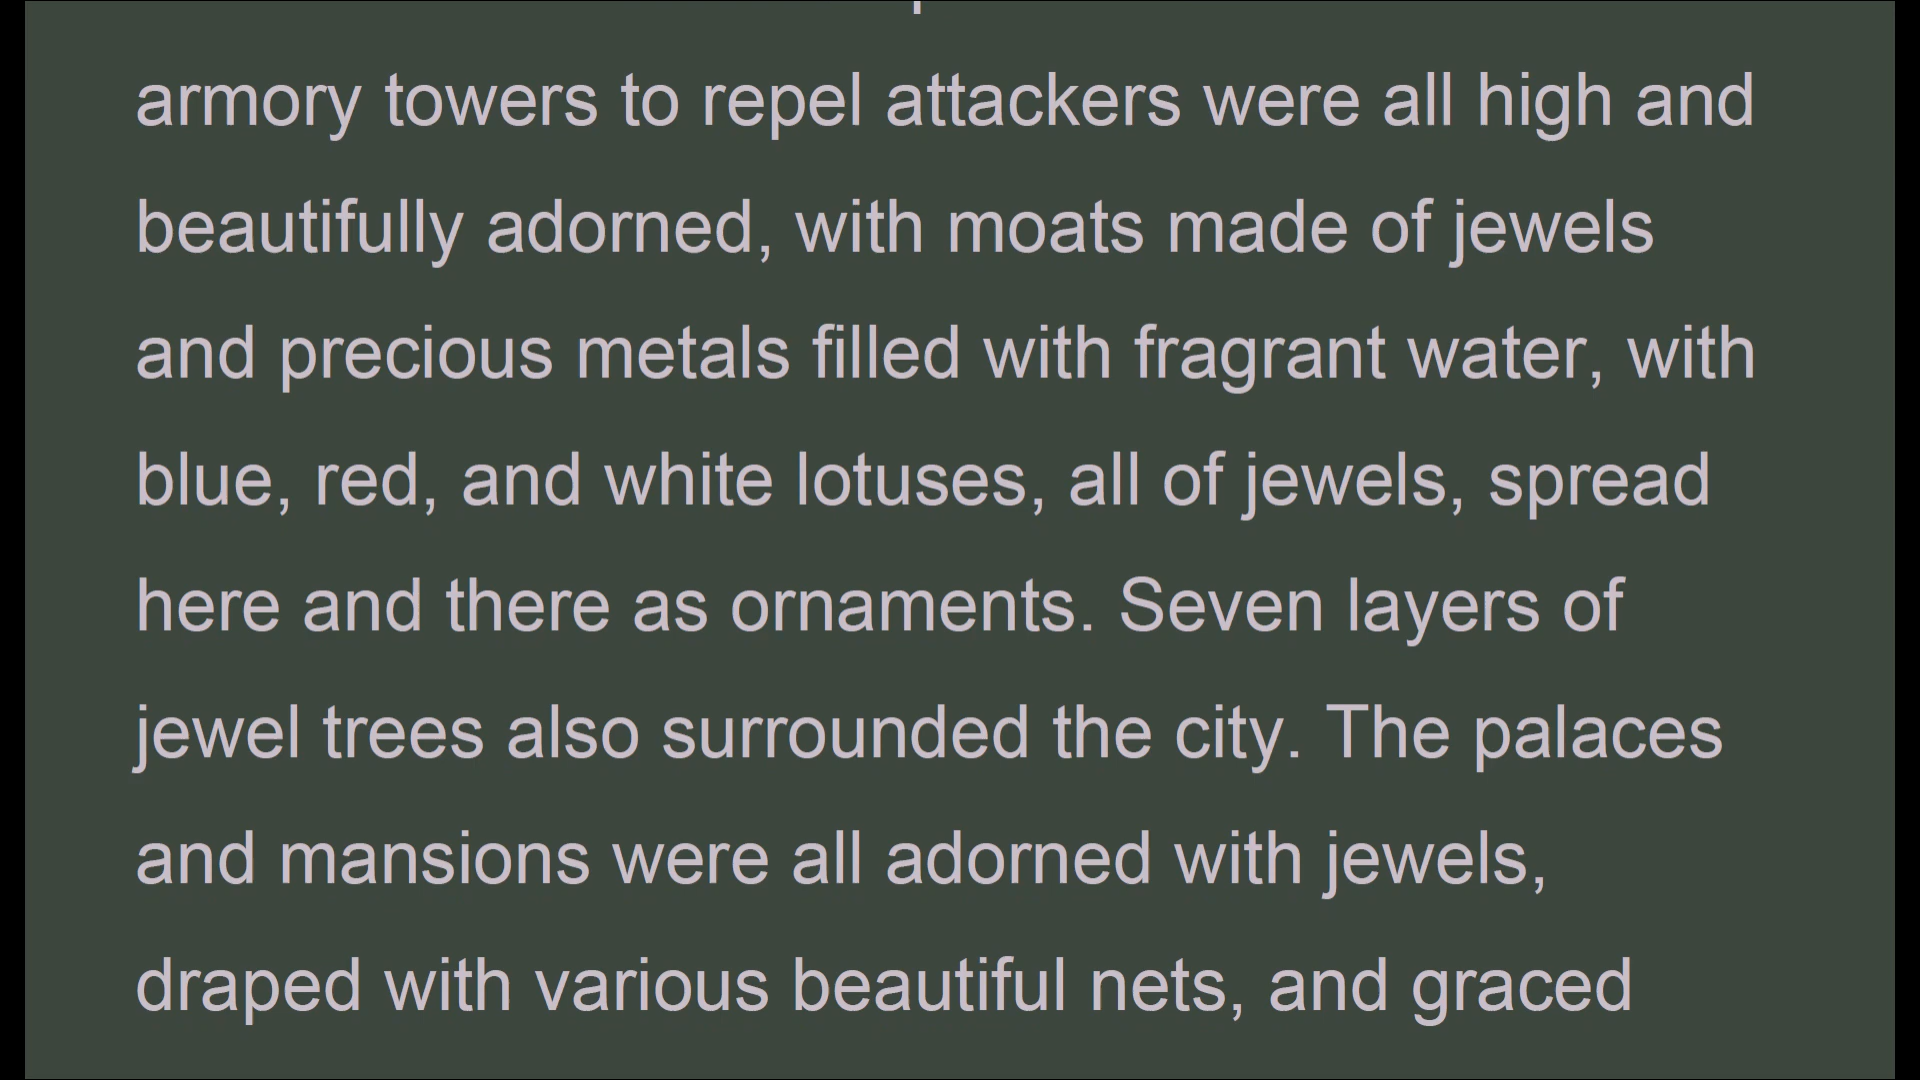 armory towers to repel attackers were all high and
beautifully adorned, with moats made of jewels
and precious metals filled with fragrant water, with
blue, red, and white lotuses, all of jewels, spread
here and there as ornaments. Seven layers of
jewel trees also surrounded the city. The palaces
and mansions were all adorned with jewels,
draped with various beautiful nets, and graced